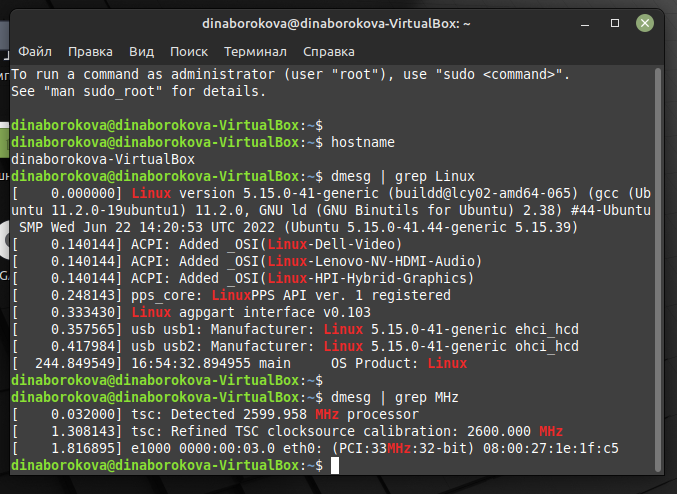 dinaborokova@dinaborokova-VirtualBox: ~
Файл Правка Вид Поиск Терминал Справка
To run a command as administrator (user "root"), use "sudo <command>".
See "man sudo_root" for details.
dinaborokova@dinaborokova-VirtualBox:~$
dinaborokova@dinaborokova-VirtualBox:~$ hostname
dinaborokova-VirtualBox
dinaborokova@dinaborokova-VirtualBox:~$ dmesg | grep Linux
[    0.000000] Linux version 5.15.0-41-generic (buildd@lcy02-amd64-065) (gcc (Ub
untu 11.2.0-19ubuntu1) 11.2.0, GNU ld (GNU Binutils for Ubuntu) 2.38) #44-Ubuntu
 SMP Wed Jun 22 14:20:53 UTC 2022 (Ubuntu 5.15.0-41.44-generic 5.15.39)
[    0.140144] ACPI: Added _OSI(Linux-Dell-Video)
[    0.140144] ACPI: Added _OSI(Linux-Lenovo-NV-HDMI-Audio)
[    0.140144] ACPI: Added _OSI(Linux-HPI-Hybrid-Graphics)
[    0.248143] pps_core: LinuxPPS API ver. 1 registered
[    0.333430] Linux agpgart interface v0.103
[    0.357565] usb usb1: Manufacturer: Linux 5.15.0-41-generic ehci_hcd
[    0.417984] usb usb2: Manufacturer: Linux 5.15.0-41-generic ohci_hcd
[  244.849549] 16:54:32.894955 main     OS Product: Linux
dinaborokova@dinaborokova-VirtualBox:~$
dinaborokova@dinaborokova-VirtualBox:~$ dmesg | grep MHz
[    0.032000] tsc: Detected 2599.958 MHz processor
[    1.308143] tsc: Refined TSC clocksource calibration: 2600.000 MHz
[    1.816895] e1000 0000:00:03.0 eth0: (PCI:33MHz:32-bit) 08:00:27:1e:1f:c5
dinaborokova@dinaborokova-VirtualBox:~$